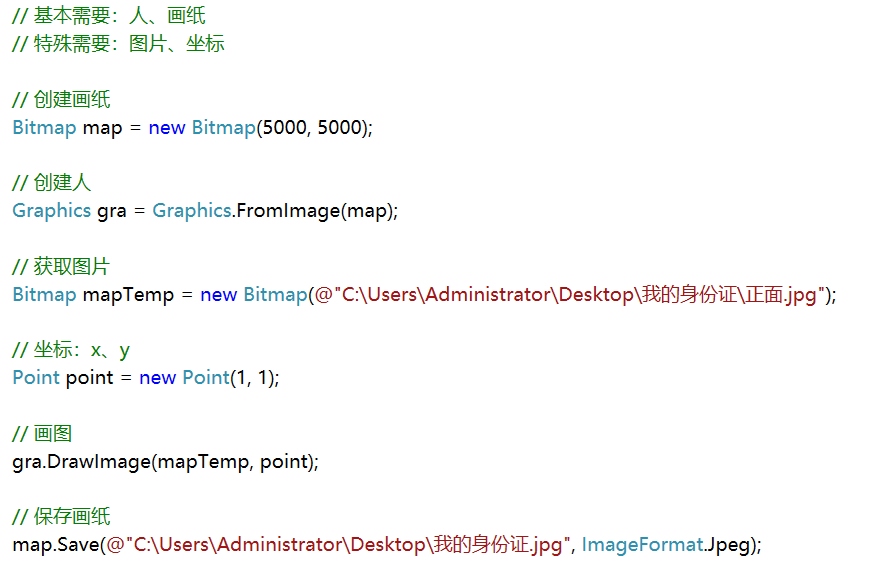 // 基本需要：人、画纸
// 特殊需要：图片、坐标
// 创建画纸
Bitmap map = new Bitmap(5000, 5000);
// 创建人
Graphics gra = Graphics.FromImage(map);
// 获取图片
Bitmap mapTemp = new Bitmap(@"C:\Users\Administrator\Desktop\我的身份证\正面.jpg");
// 坐标：x、y
Point point = new Point(1, 1);
// 画图
gra.DrawImage(mapTemp, point);
// 保存画纸
map.Save(@"C:\Users\Administrator\Desktop\我的身份证.jpg", ImageFormat.Jpeg);